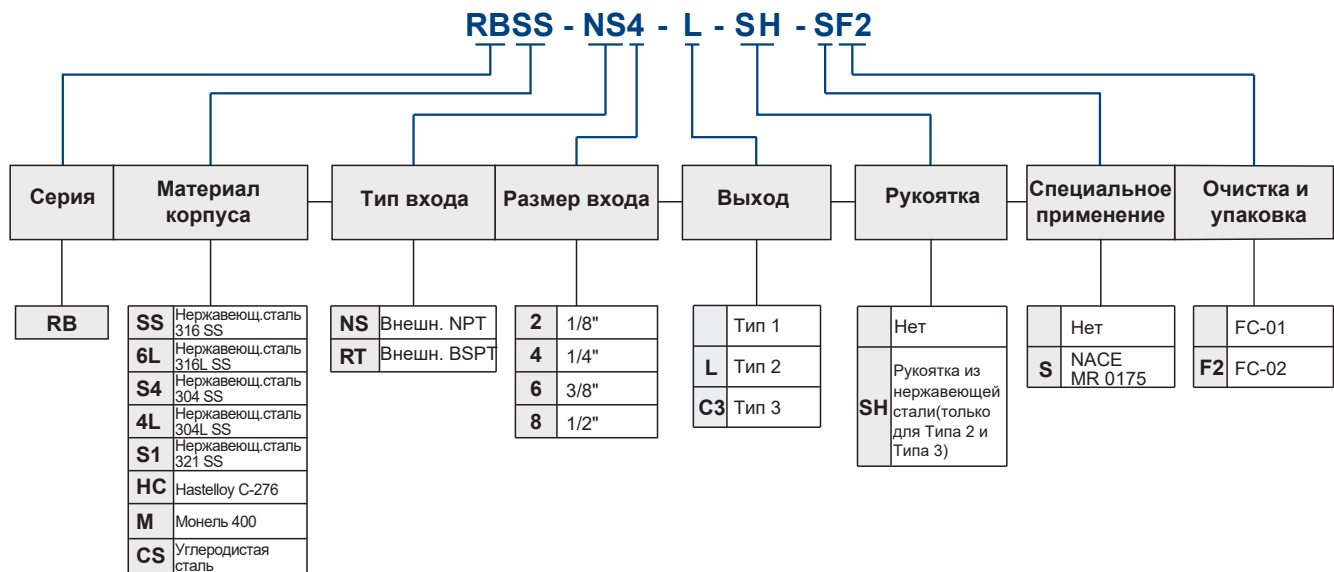 RBSS - NS4 - L - SH - SF2
Серия
Материал
корпуса
Тип входа
Размер входа
Выход
Рукоятка
Специальное
применение
Очистка и
упаковка
RB
SS Нержавеющ.сталь
316 SS
6L Нержавеющ.сталь
316L SS
S4 Нержавеющ.сталь
304 SS
4L Нержавеющ.сталь
304L SS
S1 Нержавеющ.сталь
321 SS
HC Hastelloy C-276
M Монель 400
CS Углеродистая
сталь
NS Внешн. NPT
RT Внешн. BSPT
2 1/8"
4 1/4"
6 3/8"
8 1/2"
Тип 1
L Тип 2
C3 Тип 3
Нет
SH Рукоятка из
нержавеющей
стали(только
для Типа 2 и
Типа 3)
Нет
S NACE
MR 0175
FC-01
F2 FC-02